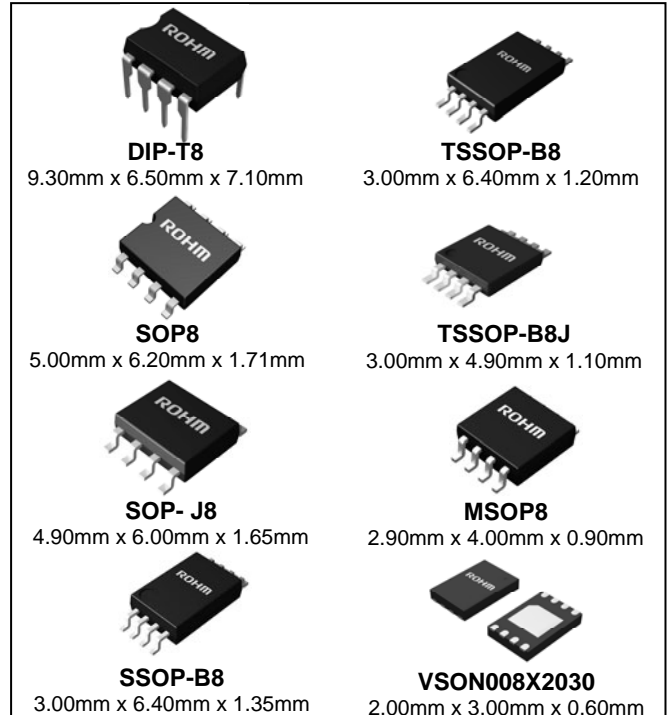 ROHM
DIP-T8
9.30mm x 6.50mm x 7.10mm
ROHM
TSSOP-B8
3.00mm x 6.40mm x 1.20mm
ROHM
SOP8
5.00mm x 6.20mm x 1.71mm
ROHM
TSSOP-B8J
3.00mm x 4.90mm x 1.10mm
ROHM
SOP- J8
4.90mm x 6.00mm x 1.65mm
ROHM
MSOP8
2.90mm x 4.00mm x 0.90mm
ROHM
SSOP-B8
3.00mm x 6.40mm x 1.35mm
ROHM
VSON008X2030
2.00mm x 3.00mm x 0.60mm